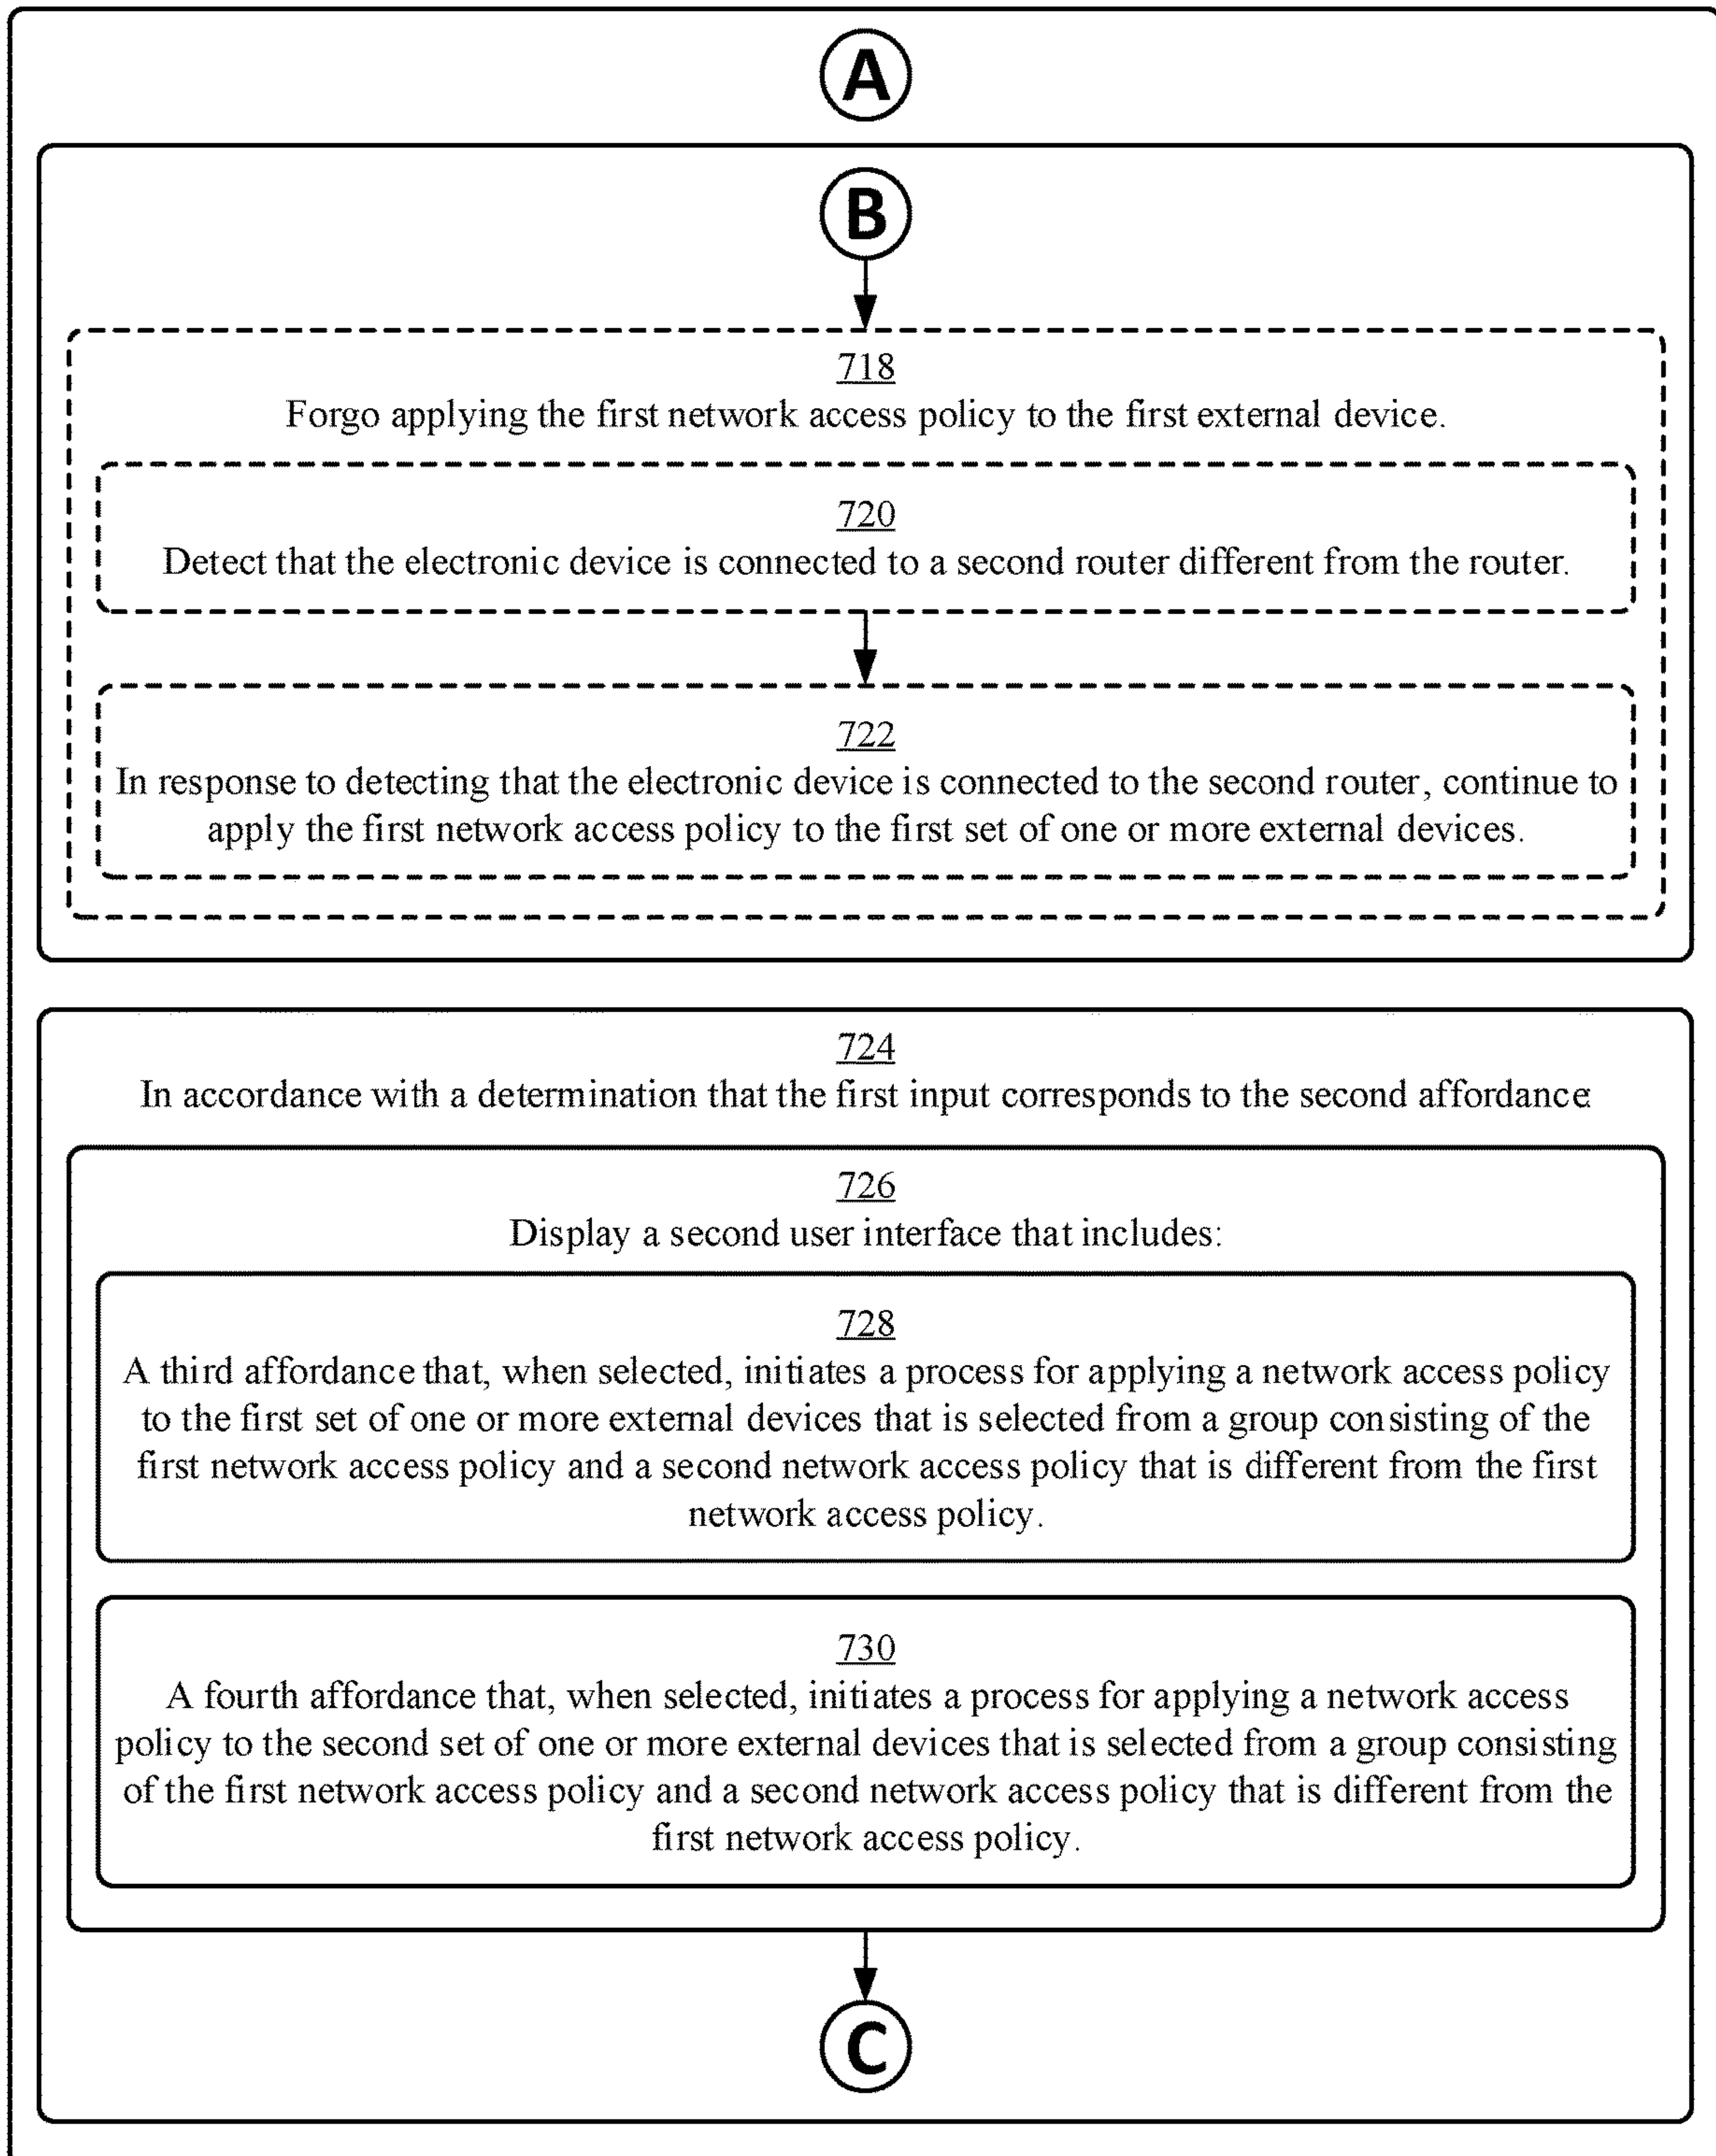 A
B
718
Forgo applying the first network access policy to the first external device.
720
Detect that the electronic device is connected to a second router different from the router.
722
In response to detecting that the electronic device is connected to the second router, continue to
apply the first network access policy to the first set of one or more external devices.
724
In accordance with a determination that the first input corresponds to the second affordance:
726
Display a second user interface that includes:
728
A third affordance that, when selected, initiates a process for applying a network access policy
to the first set of one or more external devices that is selected from a group consisting of the
first network access policy and a second network access policy that is different from the first
network access policy.
730
A fourth affordance that, when selected, initiates a process for applying a network access
policy to the second set of one or more external devices that is selected from a group consisting
of the first network access policy and a second network access policy that is different from the
first network access policy.
C